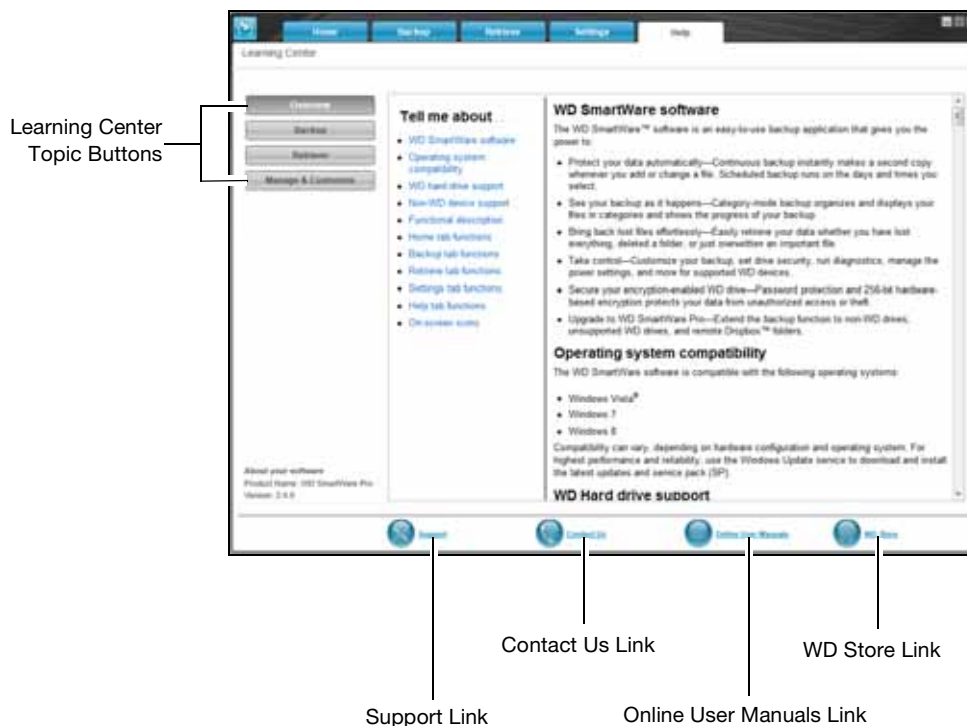 Home
Backup
Retrieve
Settings
Help
Learning Center
Learning Center
Topic Buttons
Overview
Backup
Retrieve
Manage & Customize
Tell me about
• WD SmartWare software
• Operating system
compatibility
• WD hard drive support
• Non-WD device support
• Functional description
• Home tab functions
• Backup tab functions
• Retrieve tab functions
• Settings tab functions
• Help tab functions
• On-screen icons
WD SmartWare software
The WD SmartWare™ software is an easy-to-use backup application that gives you the
power to:
• Protect your data automatically—Continuous backup instantly makes a second copy
whenever you add or change a file. Scheduled backup runs on the days and times you
select.
• See your backup as it happens—Category-mode backup organizes and displays your
files in categories and shows the progress of your backup
• Bring back lost files effortlessly—Easily retrieve your data whether you have lost
everything, deleted a folder, or just overwritten an important file.
• Take control—Customize your backup, set drive security, run diagnostics, manage the
power settings, and more for supported WD devices.
• Secure your encryption-enabled WD drive—Password protection and 256-bit hardware-
based encryption protects your data from unauthorized access or theft.
• Upgrade to WD SmartWare Pro—Extend the backup function to non-WD drives,
unsupported WD drives, and remote Dropbox™ folders.
Operating system compatibility
The WD SmartWare software is compatible with the following operating systems:
• Windows Vista®
• Windows 7
• Windows 8
Compatibility can vary, depending on hardware configuration and operating system. For
highest performance and reliability, use the Windows Update service to download and install
the latest updates and service pack (SP).
WD Hard drive support
About your software
Product Name: WD SmartWare Pro
Version:
Support
Contact Us
Online User Manuals
WD Store
Contact Us Link
WD Store Link
Support Link
Online User Manuals Link